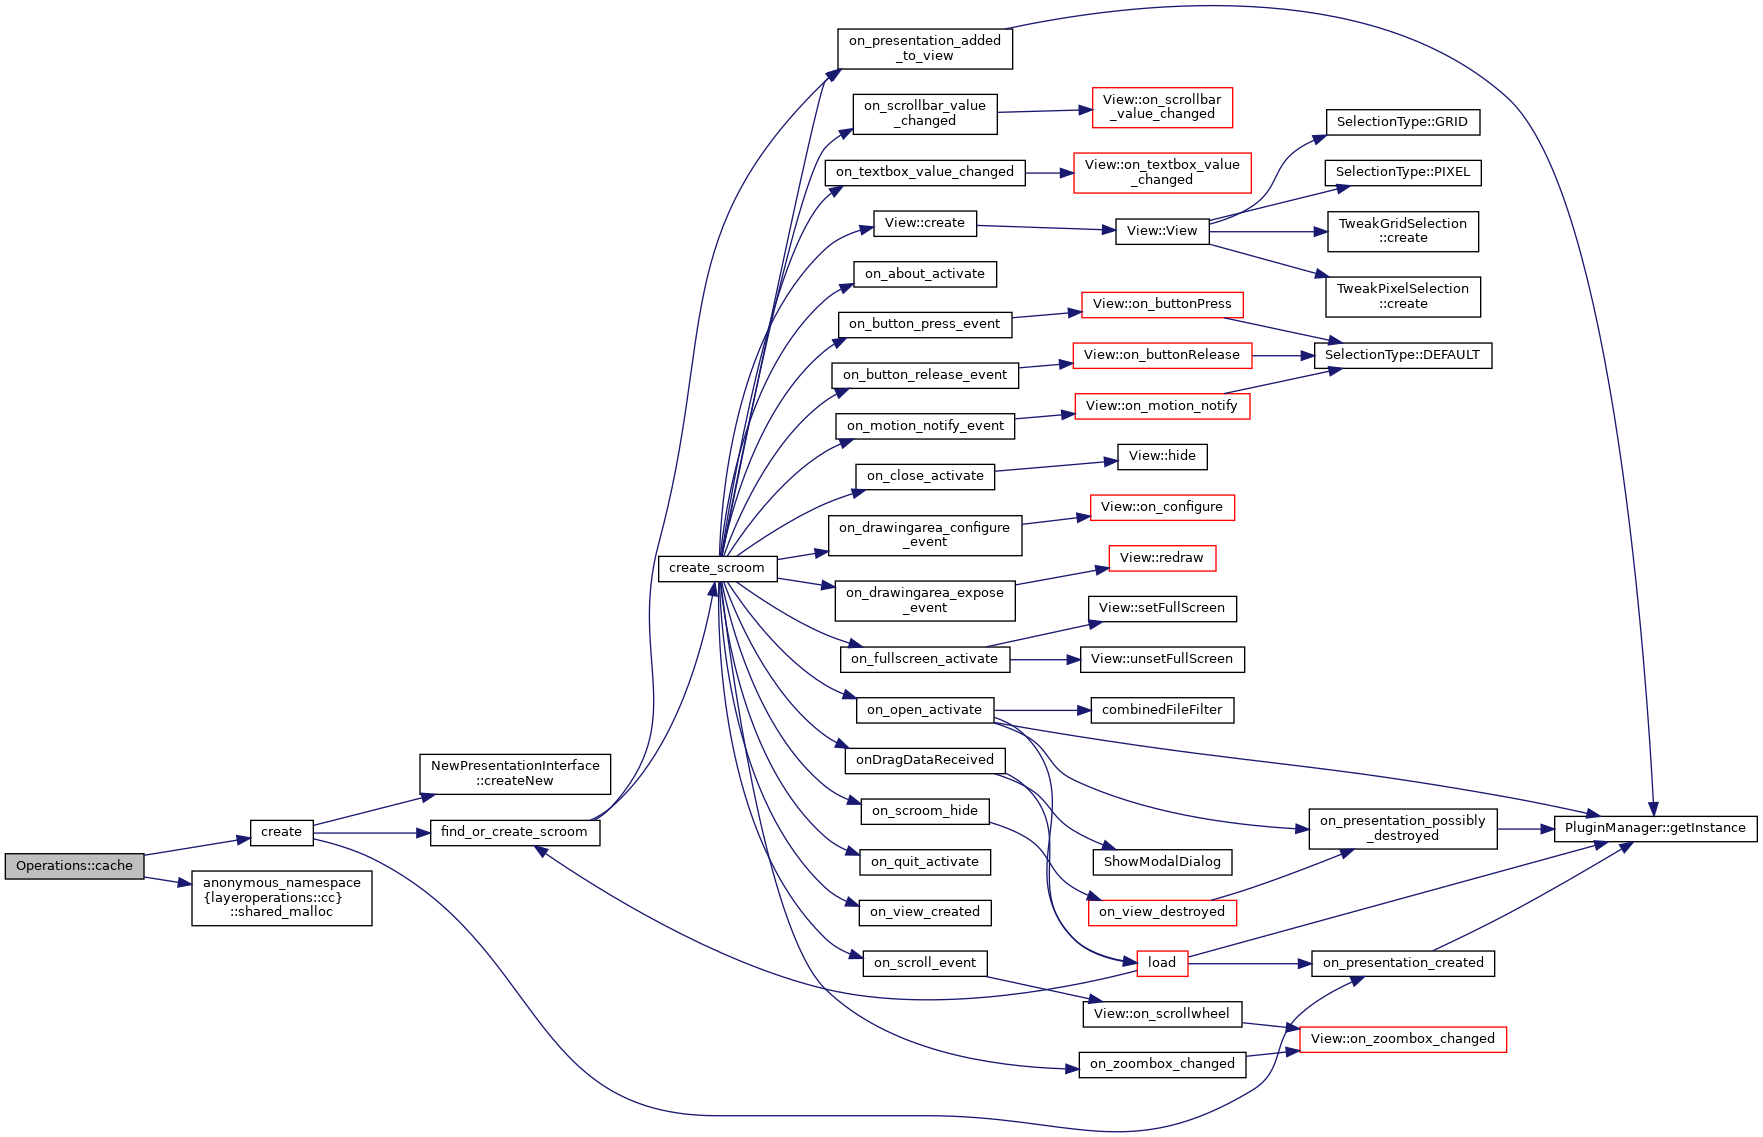 Operations::cache
create
anonymous_namespace
{layeroperations::cc}
::shared_malloc
NewPresentationInterface
::createNew
find_or_create_scroom
create_scroom
on_presentation_added
_to_view
on_scrollbar_value
_changed
on_textbox_value_changed
View::create
on_about_activate
on_button_press_event
on_button_release_event
on_motion_notify_event
on_close_activate
on_drawingarea_configure
_event
on_drawingarea_expose
_event
on_fullscreen_activate
on_open_activate
onDragDataReceived
on_scroom_hide
on_quit_activate
on_view_created
on_scroll_event
View::on_scrollbar
_value_changed
View::on_textbox_value
_changed
View::View
View::on_buttonPress
View::on_buttonRelease
View::on_motion_notify
View::hide
View::on_configure
View::redraw
View::setFullScreen
View::unsetFullScreen
combinedFileFilter
ShowModalDialog
on_view_destroyed
load
View::on_scrollwheel
on_zoombox_changed
SelectionType::GRID
SelectionType::PIXEL
TweakGridSelection
::create
TweakPixelSelection
::create
SelectionType::DEFAULT
on_presentation_possibly
_destroyed
on_presentation_created
View::on_zoombox_changed
PluginManager::getInstance